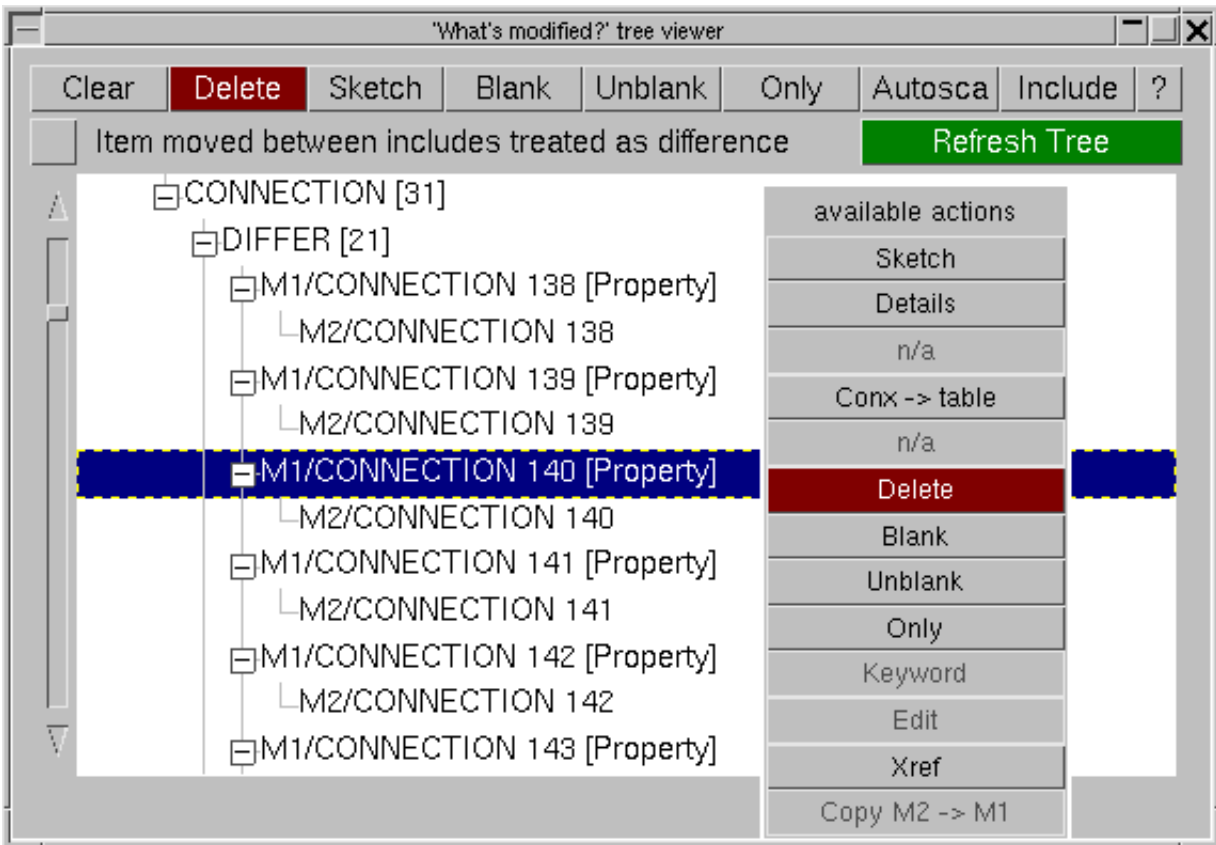 'What's modified?' tree viewer
Clear Delete Sketch Blank Unblank Only Autosca Include ?
Item moved between includes treated as difference Refresh Tree
CONNECTION [31]
DIFFER [21]
M1/CONNECTION 138 [Property]
M2/CONNECTION 138
M1/CONNECTION 139 [Property]
M2/CONNECTION 139
M1/CONNECTION 140 [Property]
M2/CONNECTION 140
M1/CONNECTION 141 [Property]
M2/CONNECTION 141
M1/CONNECTION 142 [Property]
M2/CONNECTION 142
M1/CONNECTION 143 [Property]
available actions
Sketch
Details
n/a
Conx -> table
n/a
Delete
Blank
Unblank
Only
Keyword
Edit
Xref
Copy M2 -> M1